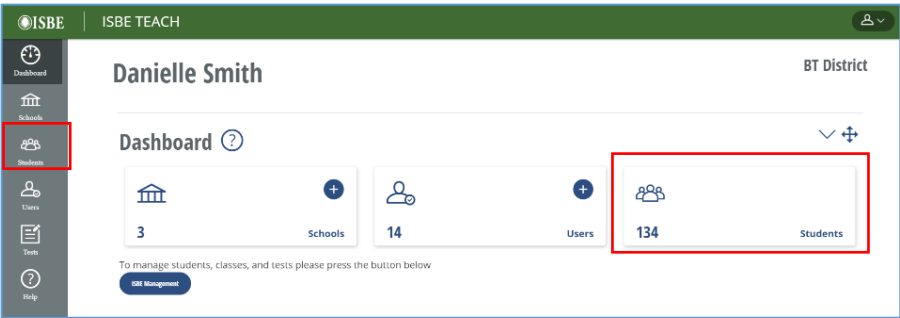 ISBE
ISBE TEACH
Dashboard
Schools
Students
Users
Tests
Help
Danielle Smith
BT District
Dashboard ?
3 Schools
14 Users
134 Students
To manage students, classes, and tests please press the button below
ISBE Management